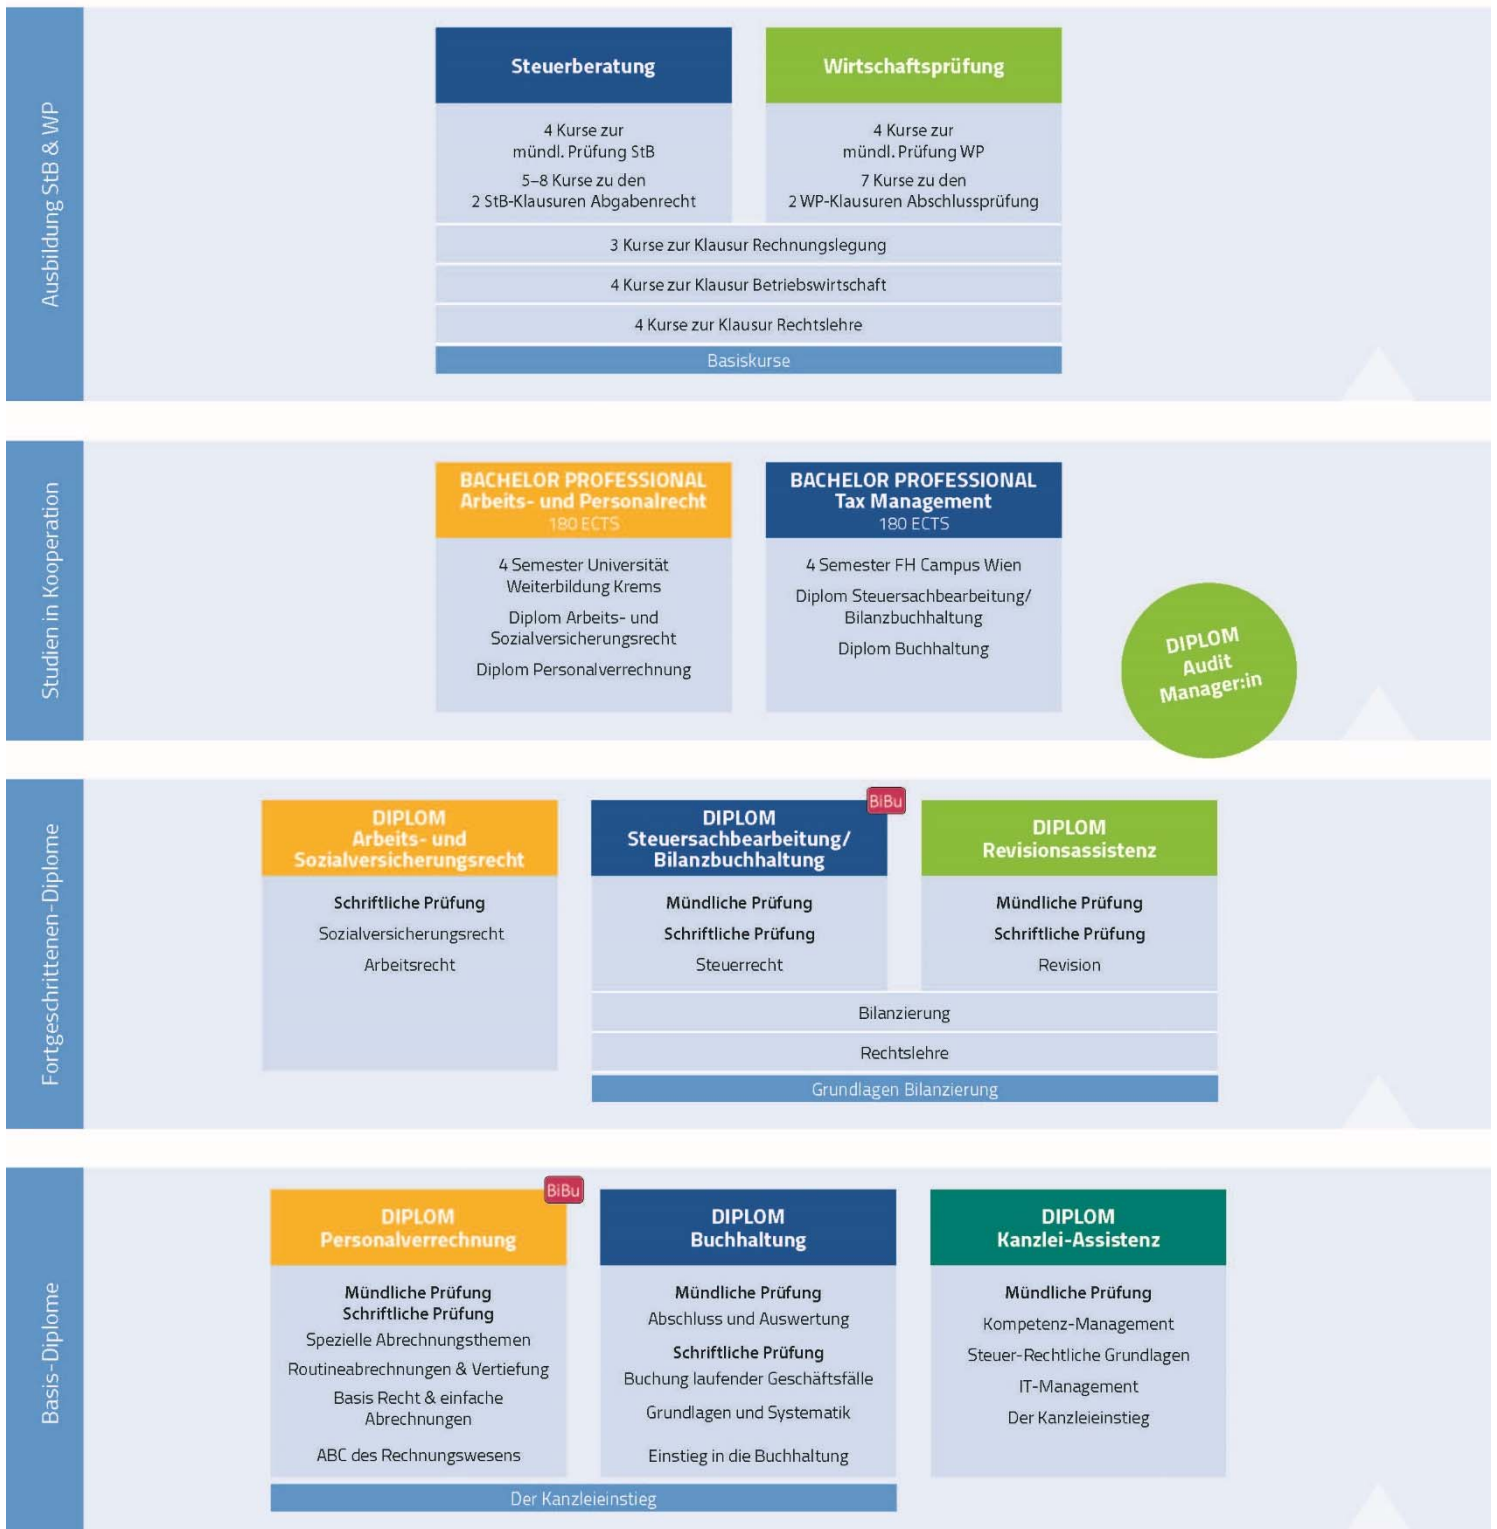 Ausbildung StB & WP
Steuerberatung
4 Kurse zur
mündl. Prüfung StB
5–8 Kurse zu den
2 StB-Klausuren Abgabenrecht
Wirtschaftsprüfung
4 Kurse zur
mündl. Prüfung WP
7 Kurse zu den
2 WP-Klausuren Abschlussprüfung
3 Kurse zur Klausur Rechnungslegung
4 Kurse zur Klausur Betriebswirtschaft
4 Kurse zur Klausur Rechtslehre
Basiskurse
Studien in Kooperation
BACHELOR PROFESSIONAL
Arbeits- und Personalrecht
180 ECTS
4 Semester Universität
Weiterbildung Krems
Diplom Arbeits- und
Sozialversicherungsrecht
Diplom Personalverrechnung
BACHELOR PROFESSIONAL
Tax Management
180 ECTS
4 Semester FH Campus Wien
Diplom Steuersachbearbeitung/
Bilanzbuchhaltung
Diplom Buchhaltung
DIPLOM
Audit
Manager:in
Fortgeschrittenen-Diplome
DIPLOM
Arbeits- und
Sozialversicherungsrecht
Schriftliche Prüfung
Sozialversicherungsrecht
Arbeitsrecht
BiBu
DIPLOM
Steuersachbearbeitung/
Bilanzbuchhaltung
Mündliche Prüfung
Schriftliche Prüfung
Steuerrecht
DIPLOM
Revisionsassistenz
Mündliche Prüfung
Schriftliche Prüfung
Revision
Bilanzierung
Rechtslehre
Grundlagen Bilanzierung
Basis-Diplome
BiBu
DIPLOM
Personalverrechnung
Mündliche Prüfung
Schriftliche Prüfung
Spezielle Abrechnungsthemen
Routineabrechnungen & Vertiefung
Basis Recht & einfache
Abrechnungen
ABC des Rechnungswesens
DIPLOM
Buchhaltung
Mündliche Prüfung
Abschluss und Auswertung
Schriftliche Prüfung
Buchung laufender Geschäftsfälle
Grundlagen und Systematik
Einstieg in die Buchhaltung
Der Kanzleieinstieg
DIPLOM
Kanzlei-Assistenz
Mündliche Prüfung
Kompetenz-Management
Steuer-Rechtliche Grundlagen
IT-Management
Der Kanzleieinstieg